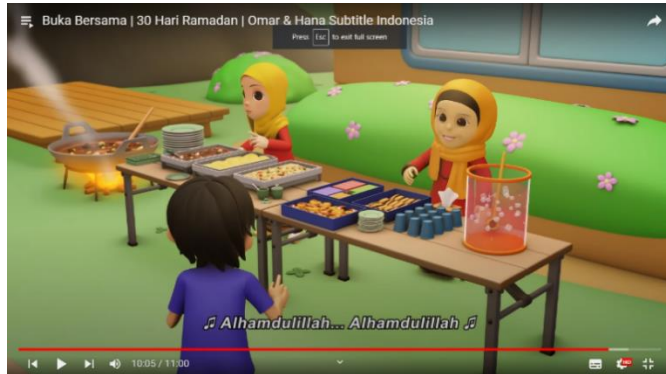 Buka Bersama | 30 Hari Ramadan | Omar & Hana Subtitle Indonesia
Press Esc to exit full screen
♫ Alhamdulillah... Alhamdulillah ♫
10:05 / 11:00